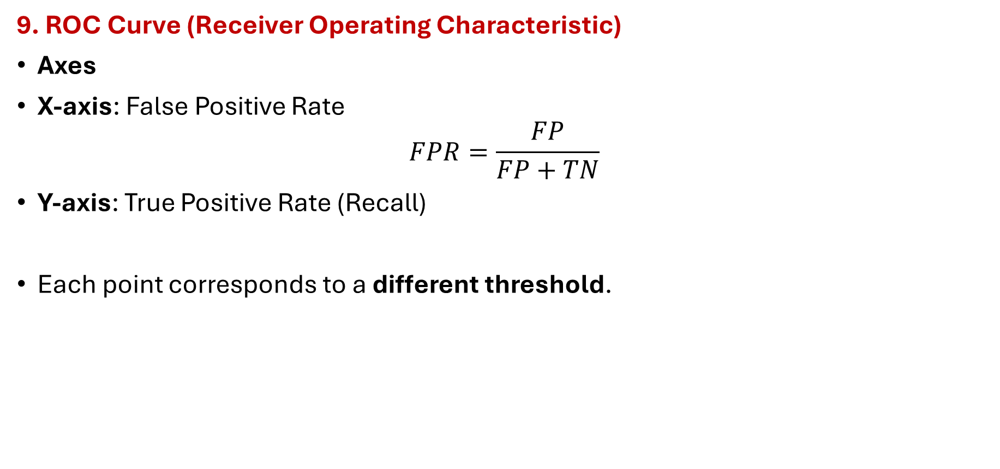 9. ROC Curve (Receiver Operating Characteristic)
• Axes
• X-axis: False Positive Rate
FPR = FP / (FP + TN)
• Y-axis: True Positive Rate (Recall)
• Each point corresponds to a different threshold.